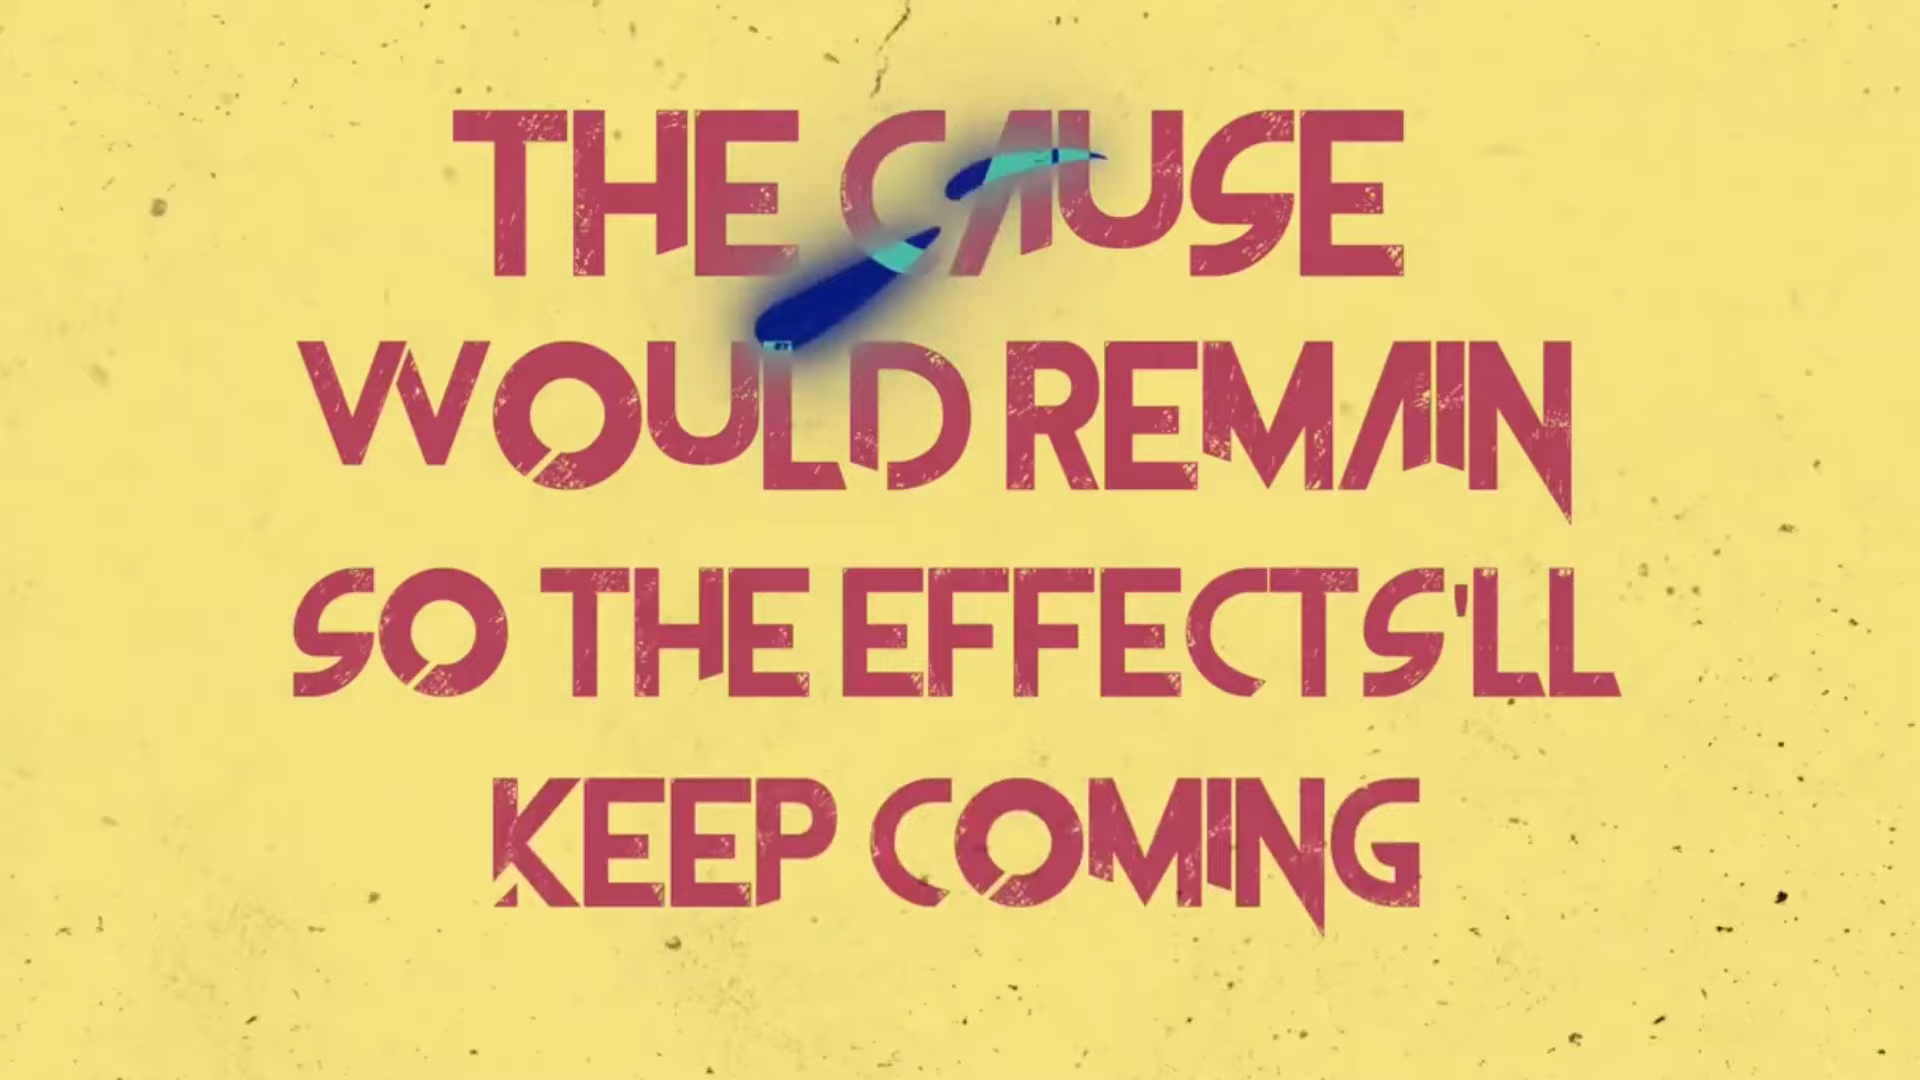 THE CAUSE
WOULD REMAIN
SO THE EFFECTS'LL
KEEP COMING